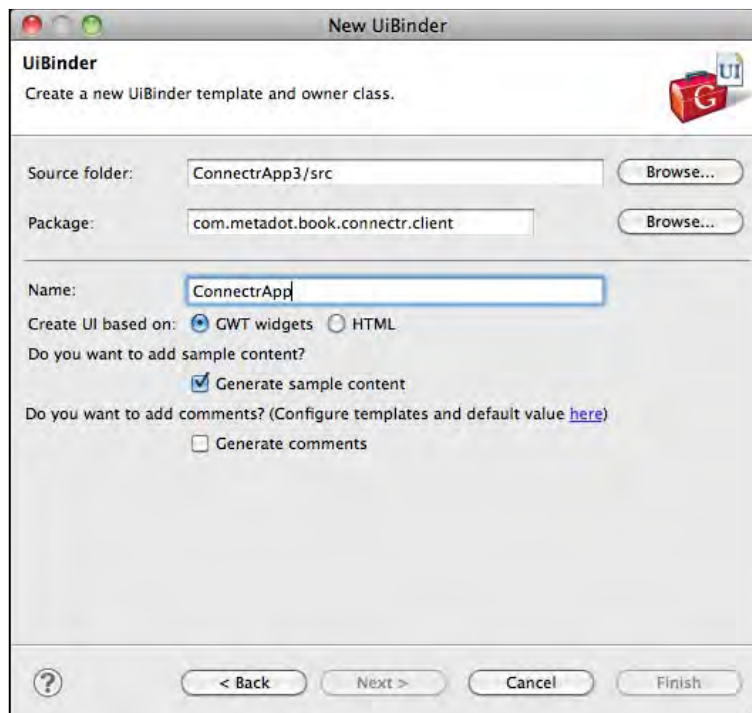 New UiBinder
UiBinder
Create a new UiBinder template and owner class.
UI
G
Source folder: ConnectrApp3/src Browse...
Package: com.metadot.book.connectr.client Browse...
Name: ConnectrApp
Create UI based on: GWT widgets HTML
Do you want to add sample content?
Generate sample content
Do you want to add comments? (Configure templates and default value here)
Generate comments
? < Back Next > Cancel Finish